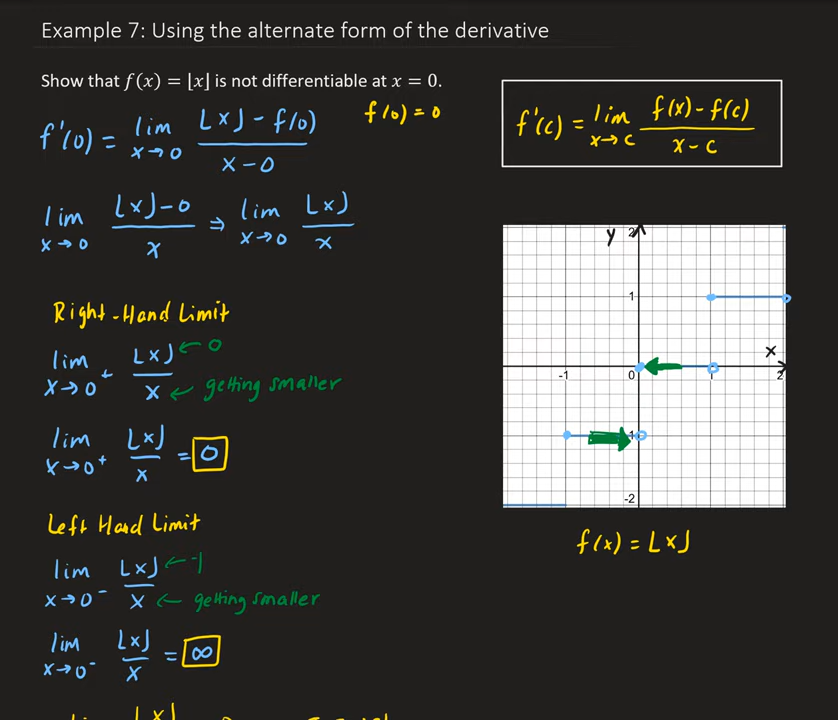 Example 7: Using the alternate form of the derivative
Show that f(x) = ⌊x⌋ is not differentiable at x = 0.
f'(0) = lim x→0 (⌊x⌋ - f(0)) / (x - 0)
f(0) = 0
f'(c) = lim x→c (f(x) - f(c)) / (x - c)
lim x→0 (⌊x⌋ - 0) / x ⇒ lim x→0 ⌊x⌋ / x
Right-Hand Limit
lim x→0+ ⌊x⌋ / x ← 0
← getting smaller
lim x→0+ ⌊x⌋ / x = 0
Left Hand Limit
lim x→0- ⌊x⌋ / x ← -1
← getting smaller
lim x→0- ⌊x⌋ / x = ∞
y
2
1
x
-1
0
1
2
-1
-2
f(x) = ⌊x⌋